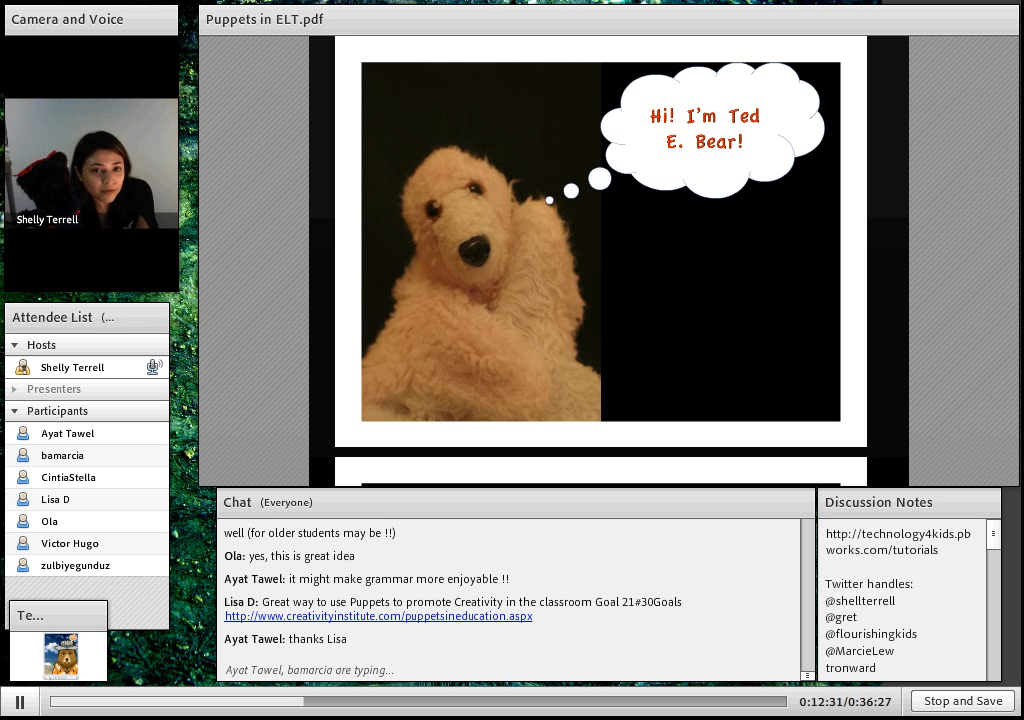 Camera and Voice
Shelly Terrell
Attendee List (...
Hosts
Shelly Terrell
Presenters
Participants
Ayat Tawel
bamarcia
CintiaStella
Lisa D
Ola
Victor Hugo
zulbiyegunduz
Te...
Puppets in ELT.pdf
Hi! I'm Ted
E. Bear!
Chat (Everyone)
well (for older students may be !!)
Ola: yes, this is great idea
Ayat Tawel: it might make grammar more enjoyable !!
Lisa D: Great way to use Puppets to promote Creativity in the classroom Goal 21#30Goals
http://www.creativityinstitute.com/puppetsineducation.aspx
Ayat Tawel: thanks Lisa
Ayat Tawel, bamarcia are typing...
Discussion Notes
http://technology4kids.pb
works.com/tutorials
Twitter handles:
@shellterrell
@gret
@flourishingkids
@MarcieLew
tronward
0:12:31/0:36:27
Stop and Save